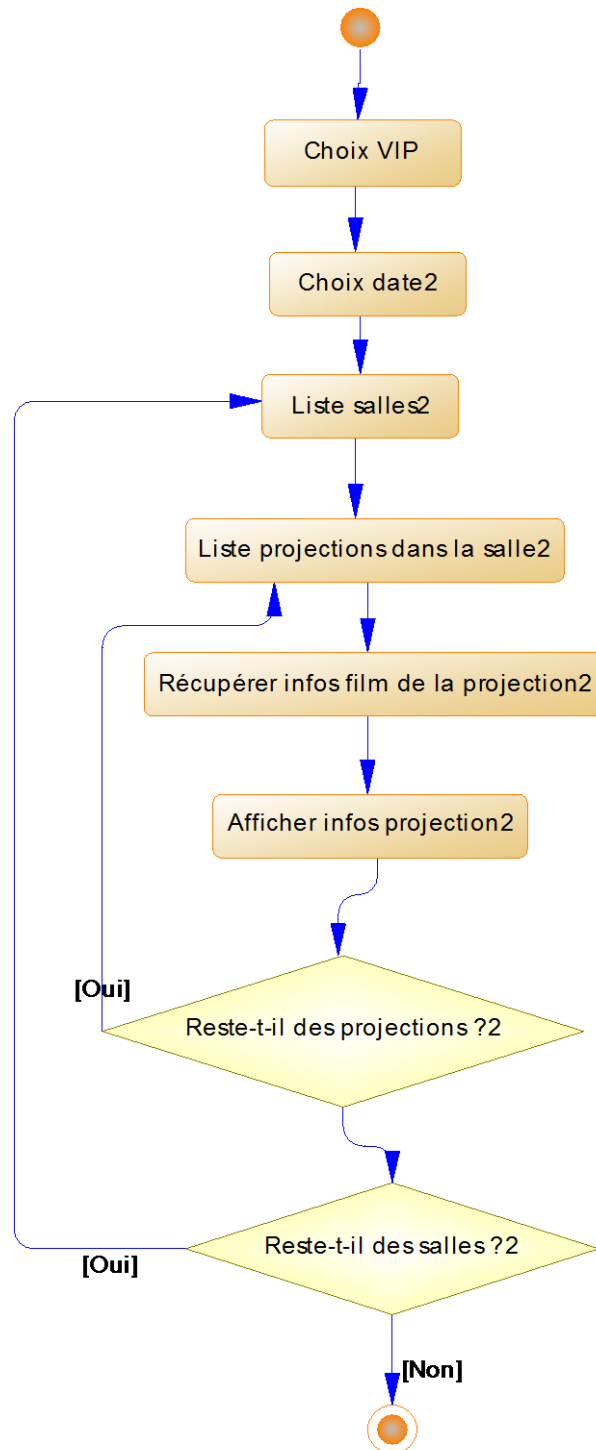 Choix VIP
Choix date2
Liste salles2
Liste projections dans la salle2
Récupérer infos film de la projection2
Afficher infos projection2
[Oui]
Reste-t-il des projections ?2
Reste-t-il des salles ?2
[Oui]
[Non]